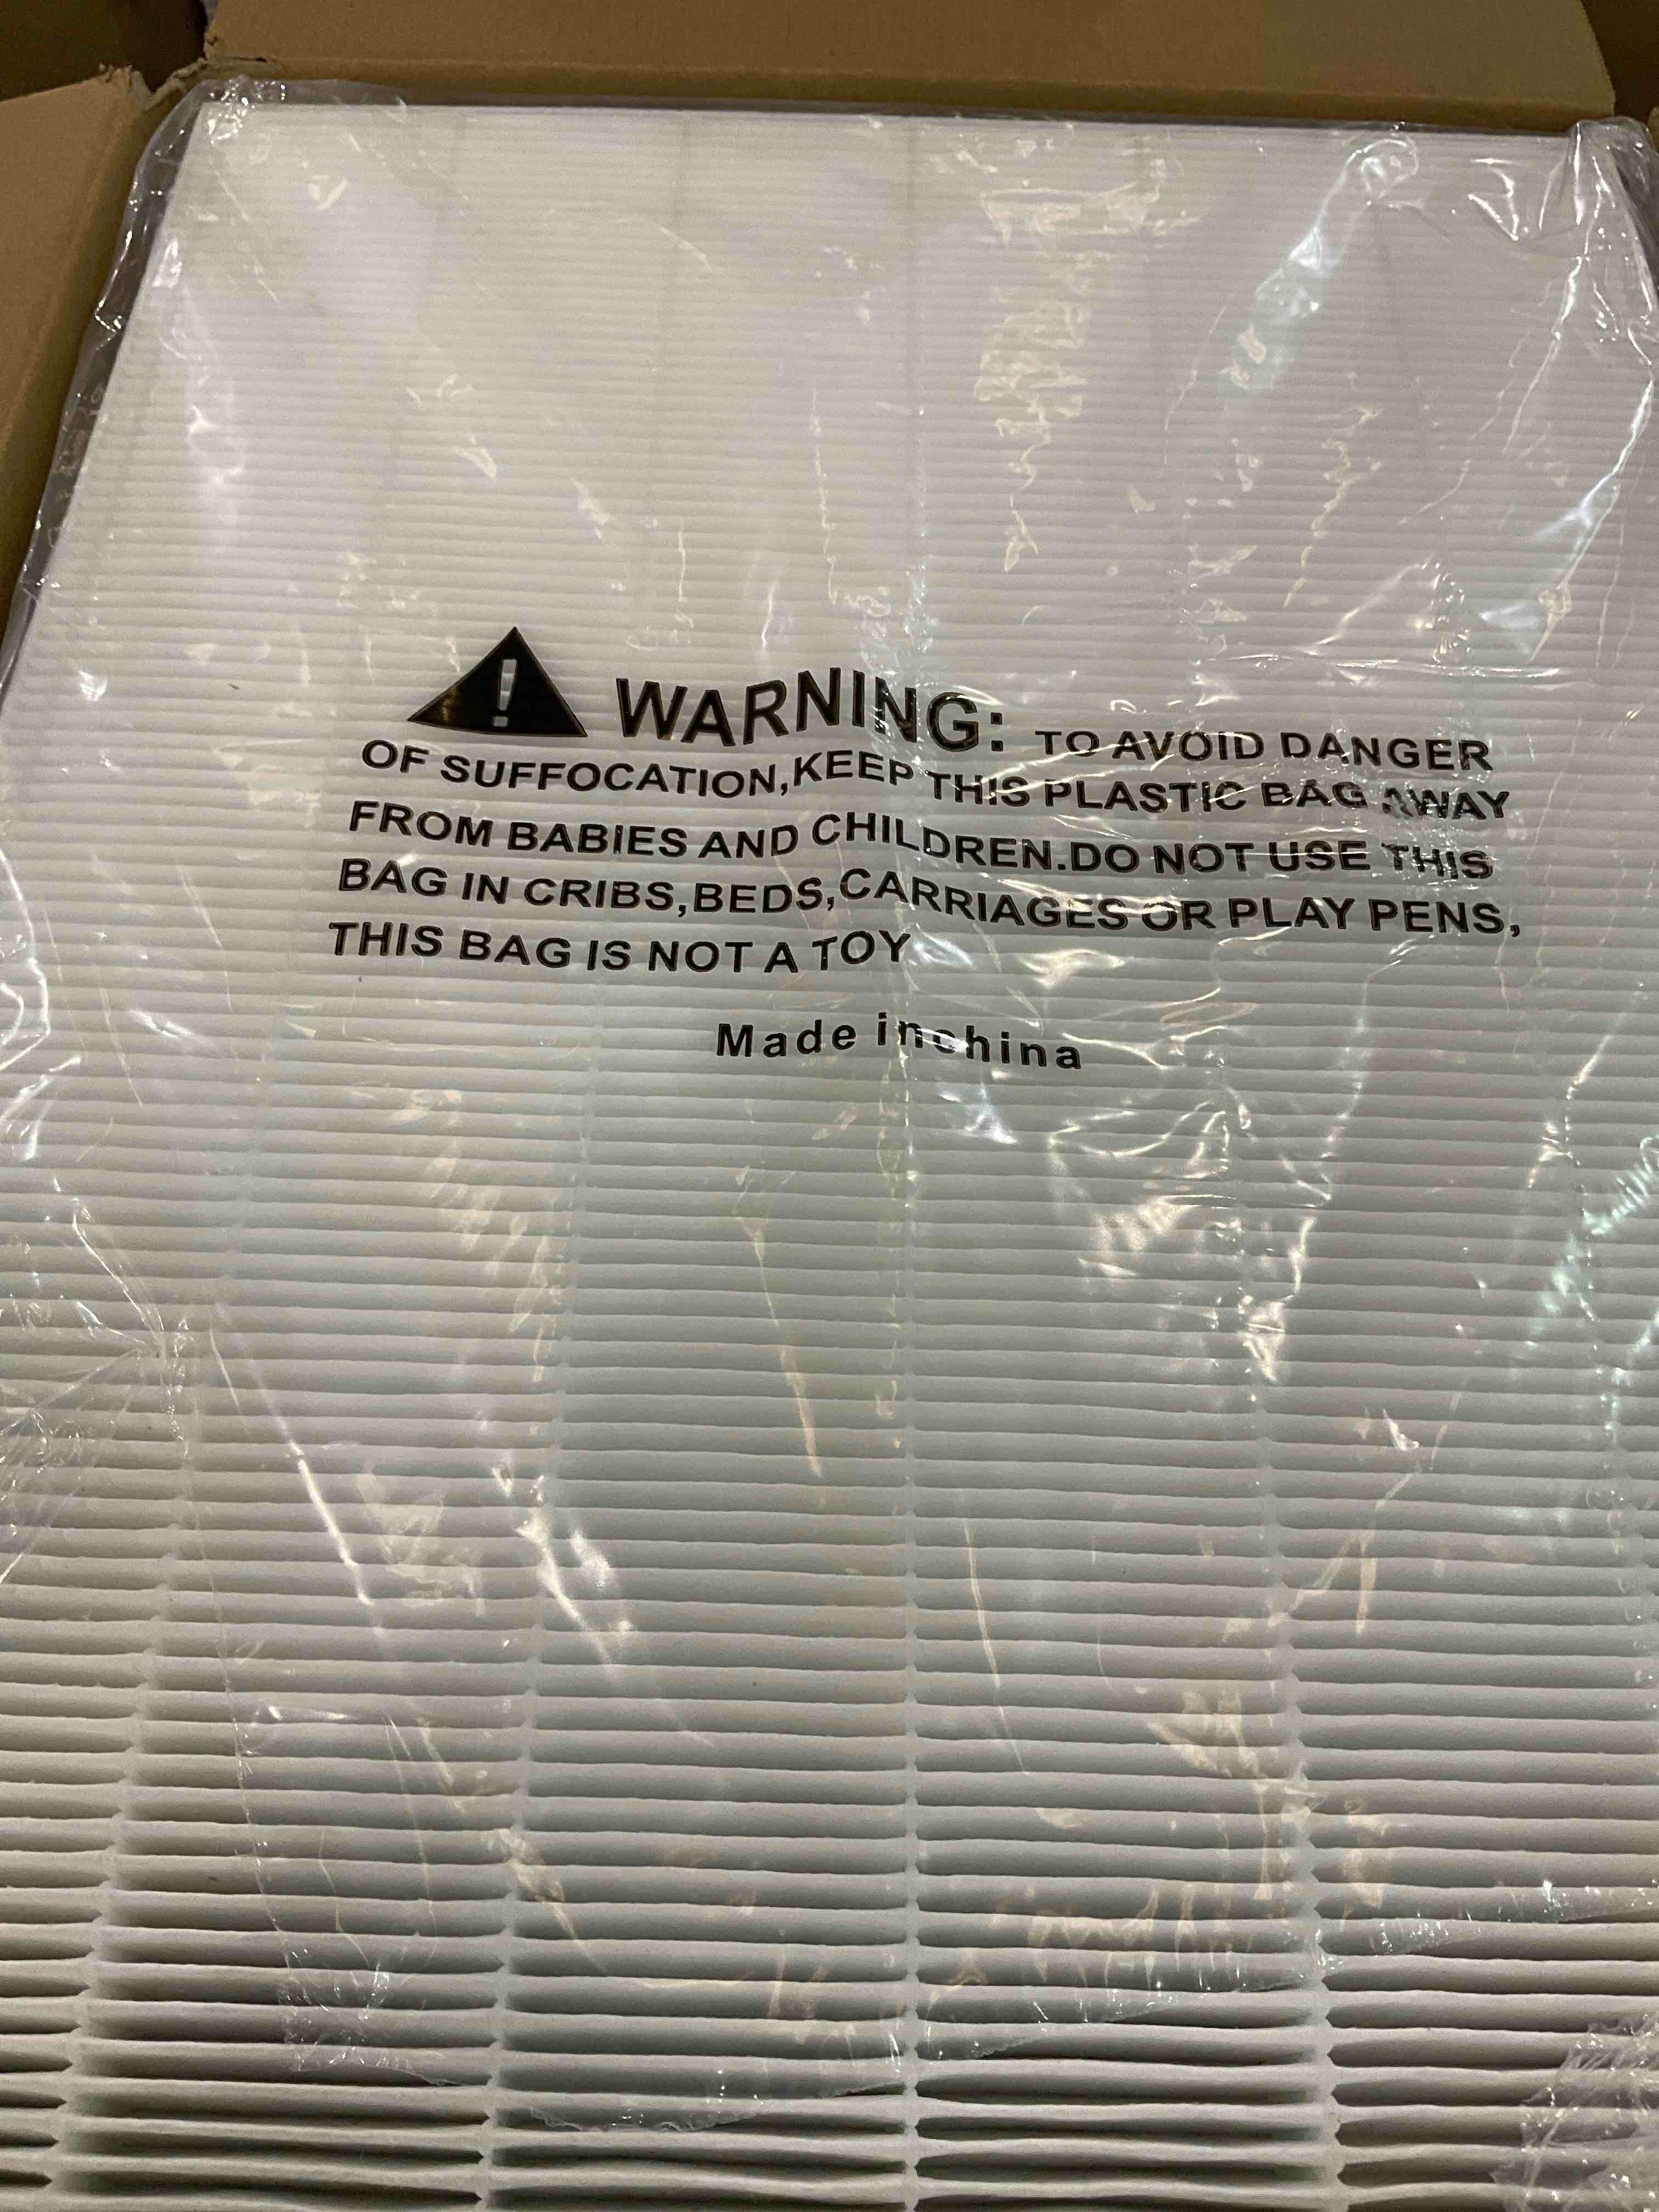 WARNING: TO AVOID DANGER
OF SUFFOCATION,KEEP THIS PLASTIC BAG AWAY
FROM BABIES AND CHILDREN.DO NOT USE THIS
BAG IN CRIBS,BEDS,CARRIAGES OR PLAY PENS,
THIS BAG IS NOT A TOY
Made inchina